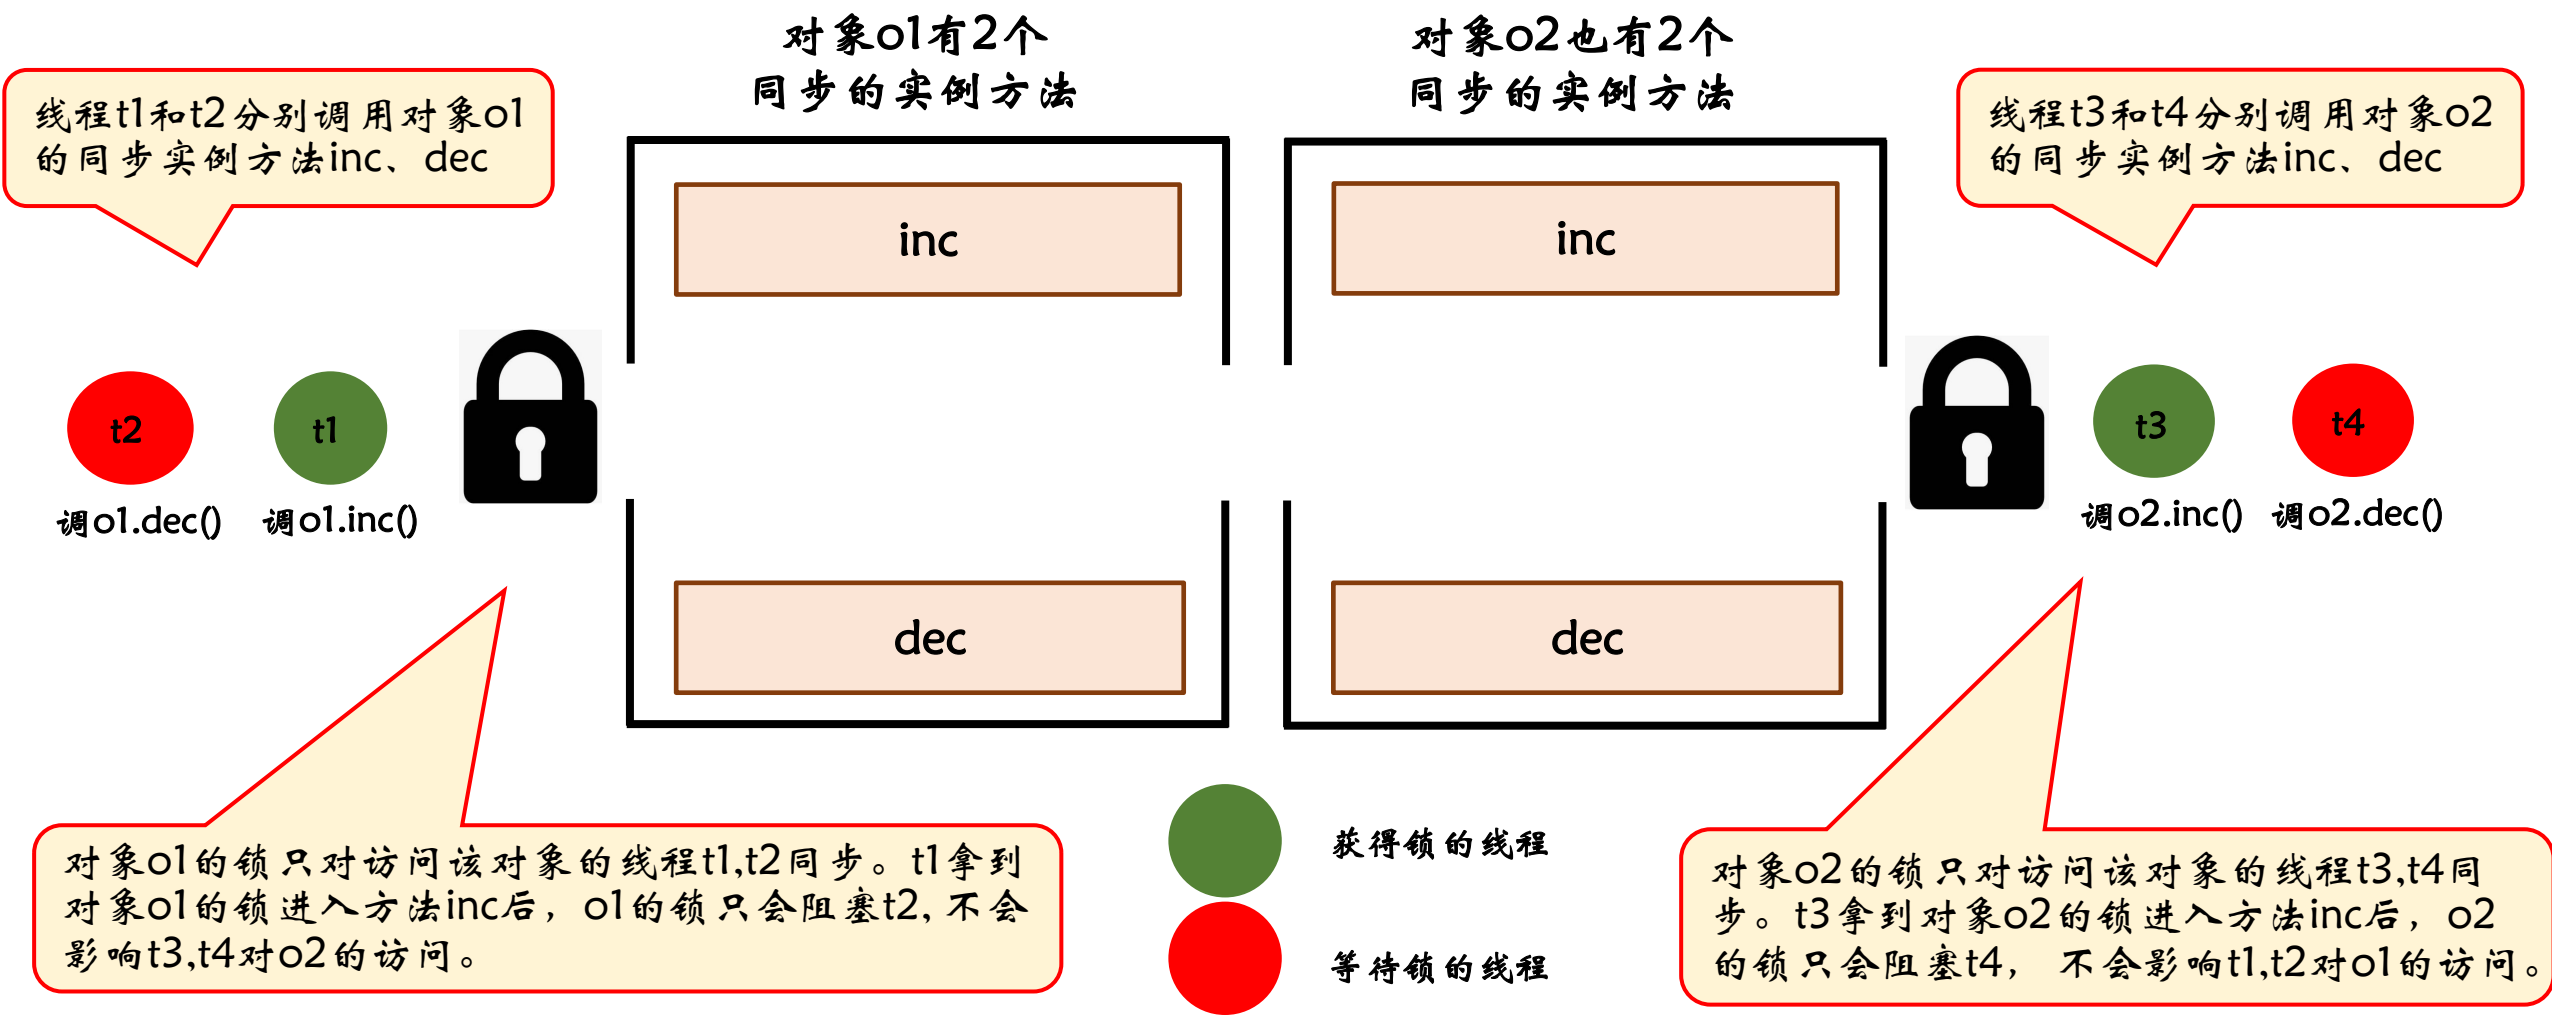 对象o1有2个
同步的实例方法
对象o2也有2个
同步的实例方法
线程t1和t2分别调用对象o1
的同步实例方法inc、dec
线程t3和t4分别调用对象o2
的同步实例方法inc、dec
inc
inc
t2
t1
t3
t4
调o1.dec()
调o1.inc()
调o2.inc()
调o2.dec()
dec
dec
对象o1的锁只对访问该对象的线程t1,t2同步。t1拿到
对象o1的锁进入方法inc后，o1的锁只会阻塞t2,不会
影响t3,t4对o2的访问。
获得锁的线程
等待锁的线程
对象o2的锁只对访问该对象的线程t3,t4同
步。t3拿到对象o2的锁进入方法inc后，o2
的锁只会阻塞t4， 不会影响t1,t2对o1的访问。